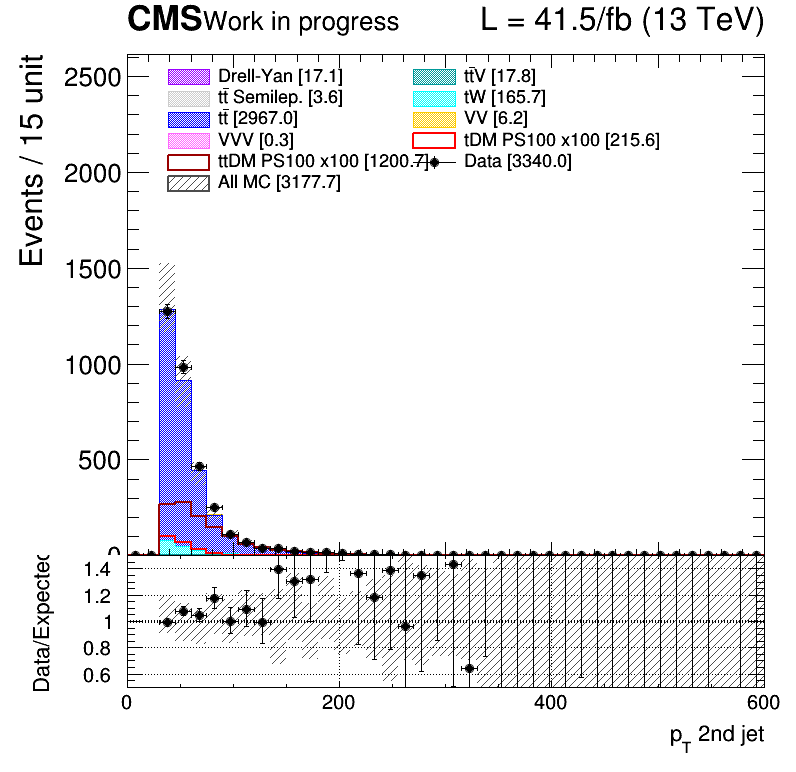 CMS Work in progress L = 41.5/fb (13 TeV)
Events / 15 unit
2500
2000
1500
1000
500
0
Drell-Yan [17.1] tt̄V [17.8]
tt̄ Semilep. [3.6] tW [165.7]
tt̄ [2967.0] VV [6.2]
VVV [0.3] tDM PS100 x100 [215.6]
ttDM PS100 x100 [1200.7] Data [3340.0]
All MC [3177.7]
Data/Expected
1.4
1.2
1
0.8
0.6
0 200 400 600
p_T 2nd jet